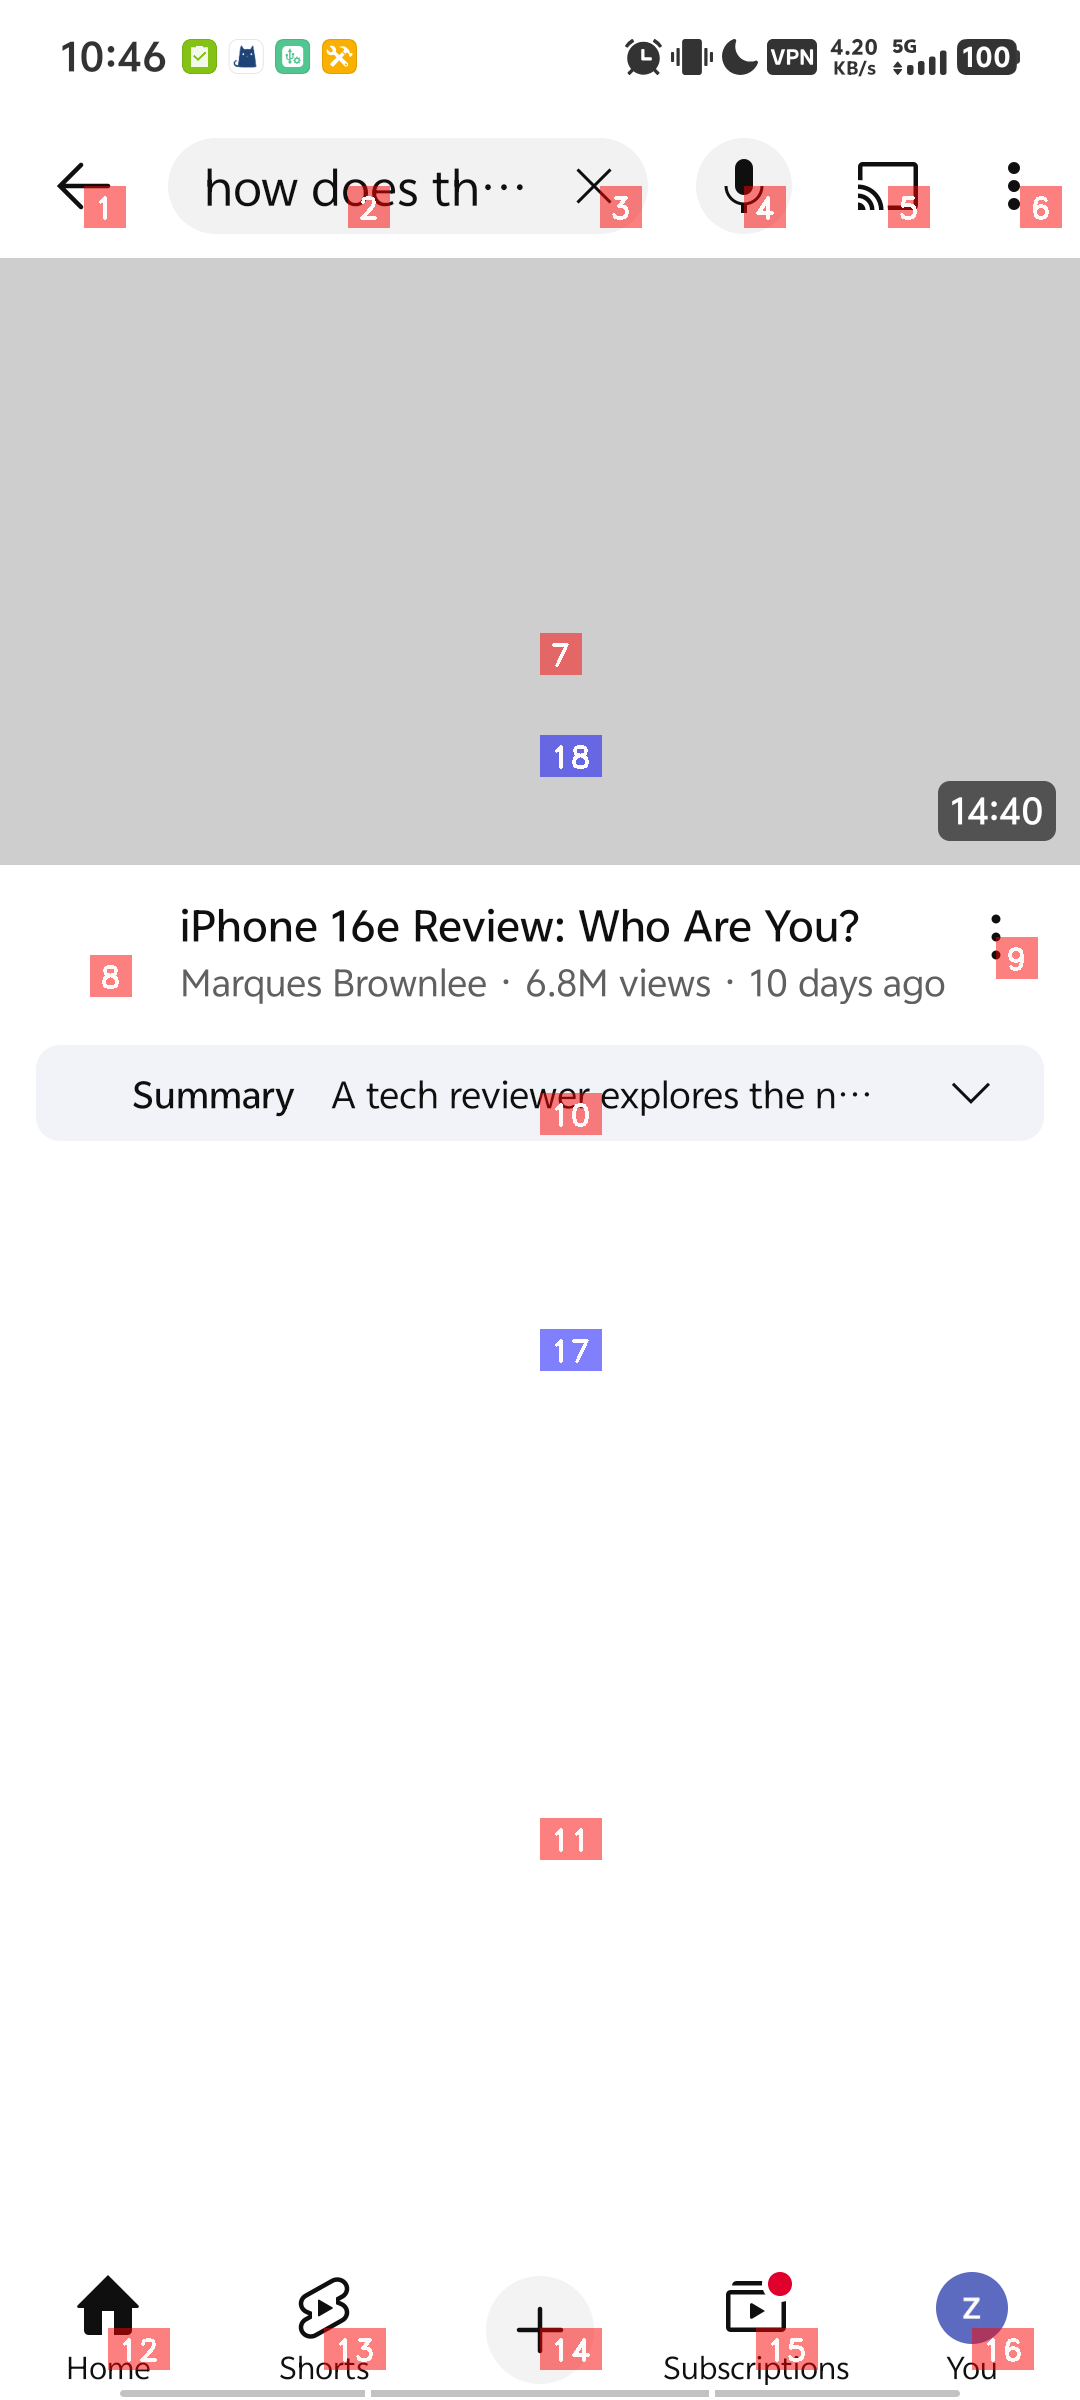 10:46
VPN
4.20
KB/s
5G
100
how does th···
1
2
3
4
5
6
7
18
14:40
iPhone 16e Review: Who Are You?
Marques Brownlee · 6.8M views · 10 days ago
8
9
Summary A tech reviewer explores the n···
10
17
11
Z
12
13
14
15
16
Home
Shorts
Subscriptions
You